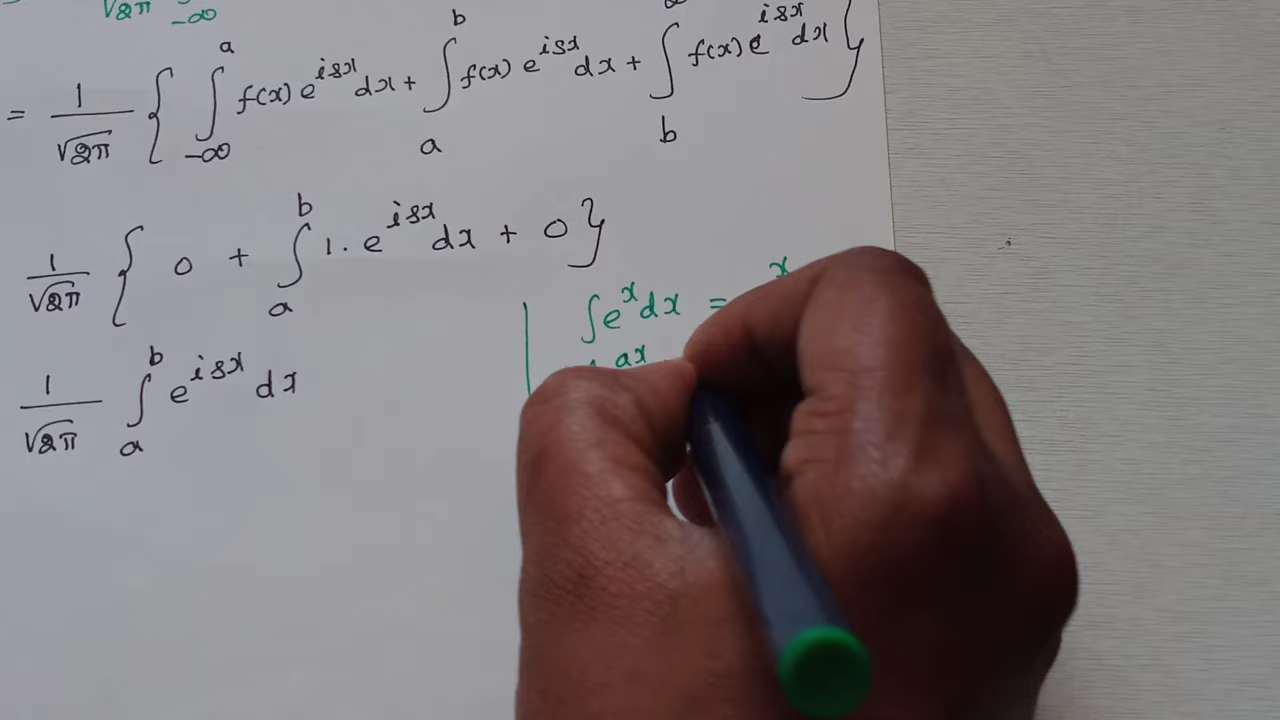 √2π -∞
= 1/√2π { ∫_{-∞}^{a} f(x) e^{isx} dx + ∫_{a}^{b} f(x) e^{isx} dx + ∫_{b} f(x) e^{isx} dx }
1/√2π { 0 + ∫_{a}^{b} 1. e^{isx} dx + 0 }
∫e^{x} dx = x
1/√2π ∫_{a}^{b} e^{isx} dx
ax